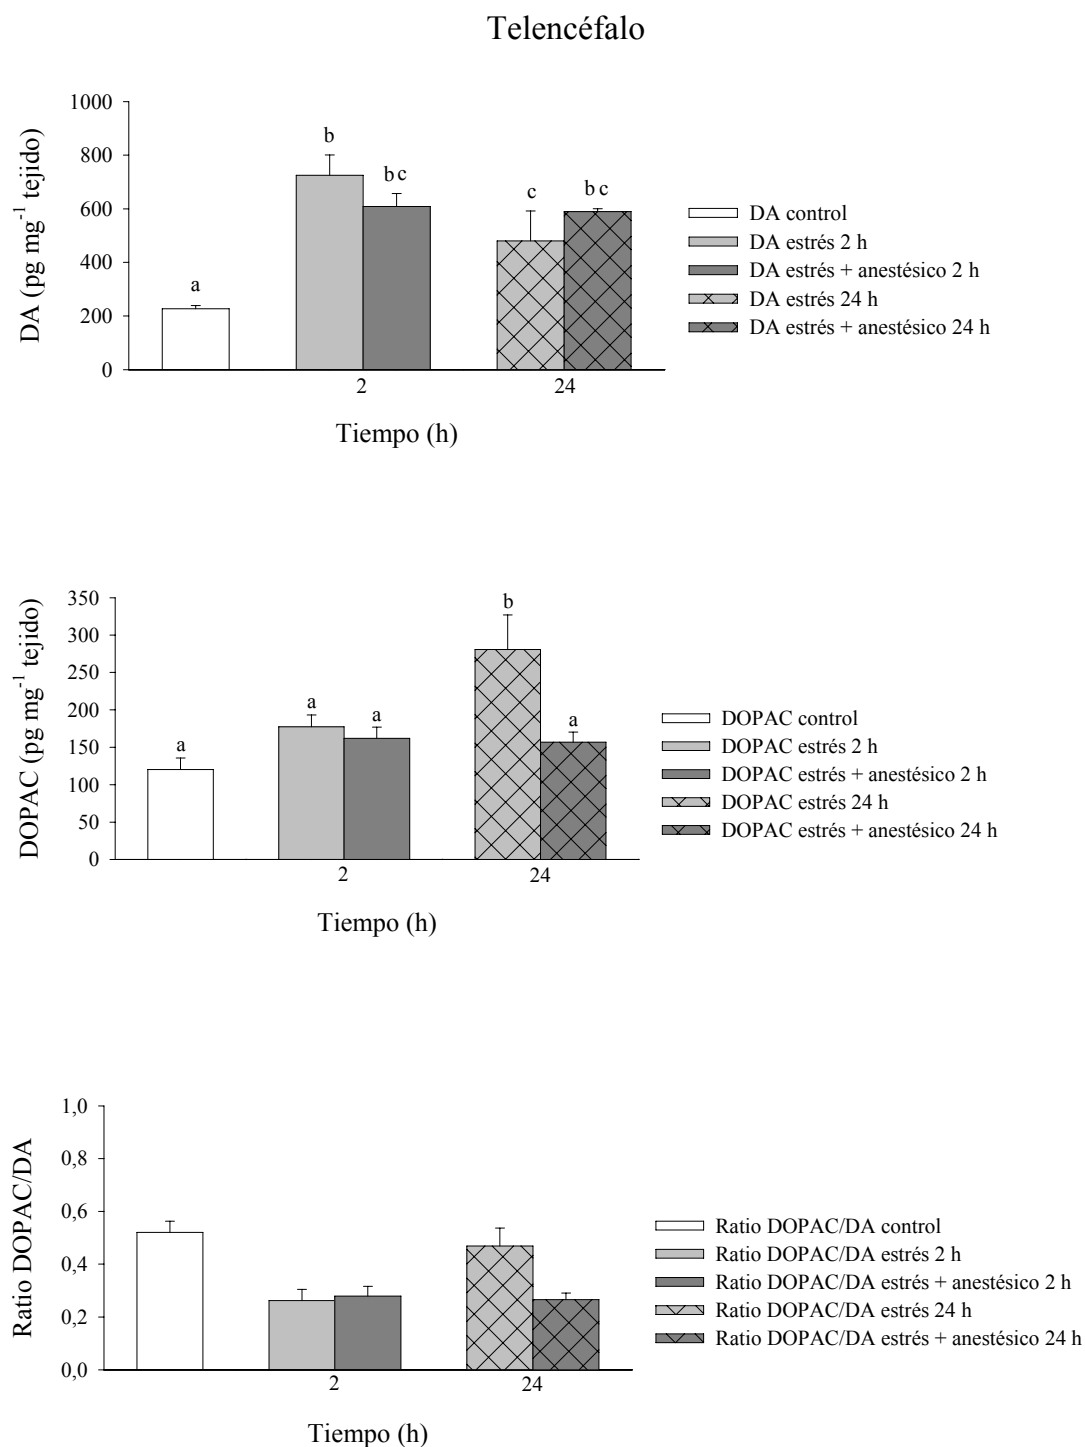 Telencéfalo
DA (pg mg⁻¹ tejido)
1000
800
600
400
200
0
a
b
b c
c
b c
2
24
Tiempo (h)
DA control
DA estrés 2 h
DA estrés + anestésico 2 h
DA estrés 24 h
DA estrés + anestésico 24 h
DOPAC (pg mg⁻¹ tejido)
350
300
250
200
150
100
50
0
a
a
a
b
a
2
24
Tiempo (h)
DOPAC control
DOPAC estrés 2 h
DOPAC estrés + anestésico 2 h
DOPAC estrés 24 h
DOPAC estrés + anestésico 24 h
Ratio DOPAC/DA
1,0
0,8
0,6
0,4
0,2
0,0
2
24
Tiempo (h)
Ratio DOPAC/DA control
Ratio DOPAC/DA estrés 2 h
Ratio DOPAC/DA estrés + anestésico 2 h
Ratio DOPAC/DA estrés 24 h
Ratio DOPAC/DA estrés + anestésico 24 h